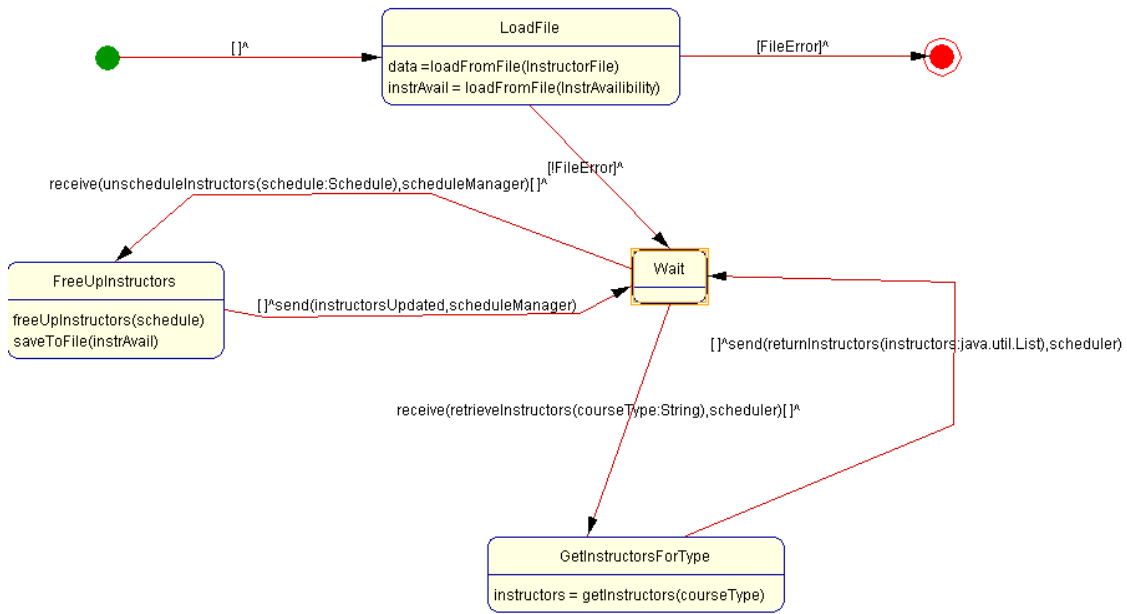 LoadFile
[ ]^
[FileError]^
data =loadFromFile(InstructorFile)
instrAvail = loadFromFile(InstrAvailibility)
[!FileError]^
receive(unscheduleInstructors(schedule:Schedule),scheduleManager)[ ]^
Wait
FreeUpInstructors
[ ]^send(instructorsUpdated,scheduleManager)
freeUpInstructors(schedule)
saveToFile(instrAvail)
[ ]^send(returnInstructors(instructors:java.util.List),scheduler)
receive(retrieveInstructors(courseType:String),scheduler)[ ]^
GetInstructorsForType
instructors = getInstructors(courseType)